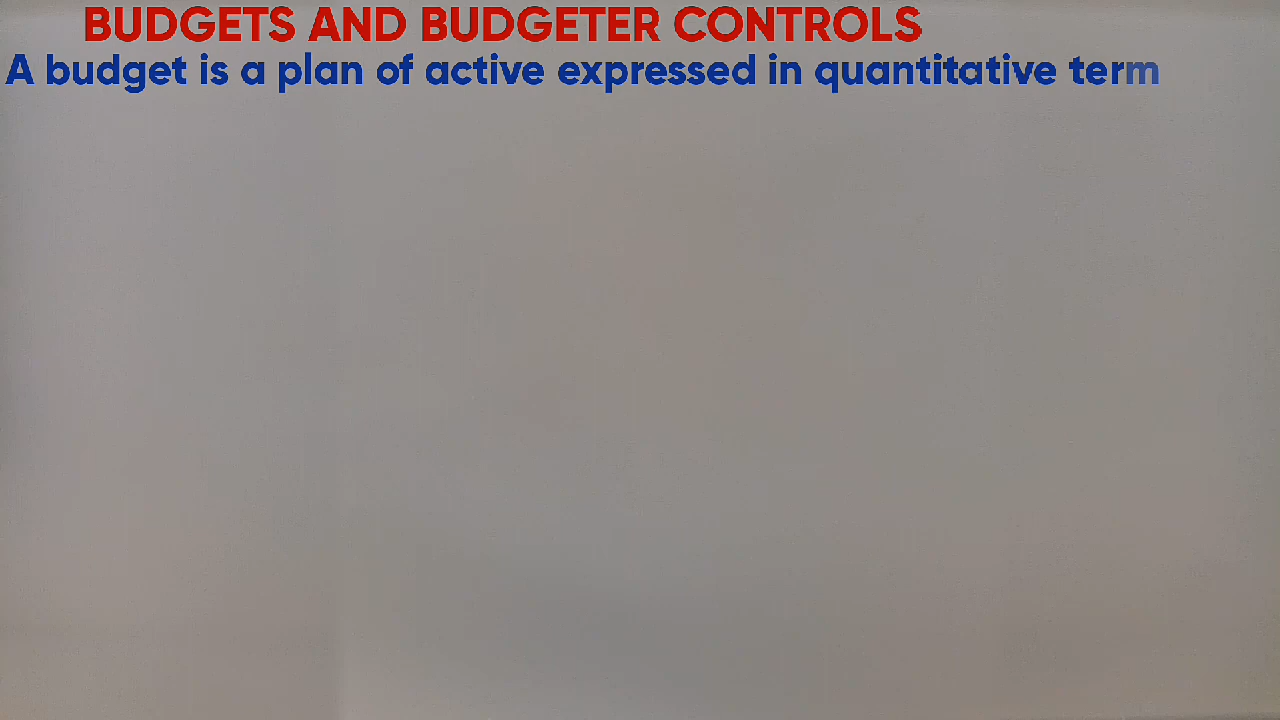 BUDGETS AND BUDGETER CONTROLS
A budget is a plan of active expressed in quantitative term